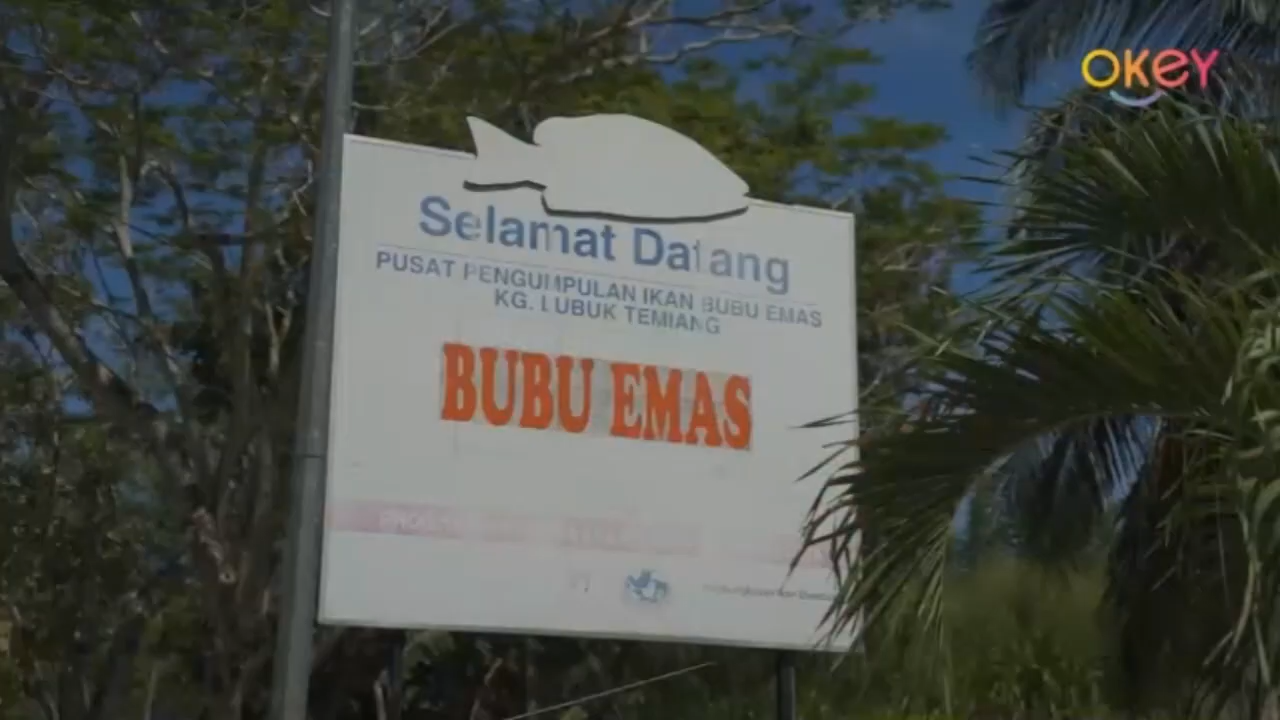 OKEY
Selamat Datang
PUSAT PENGUMPULAN IKAN BUBU EMAS
KG. LUBUK TEMIANG
BUBU EMAS